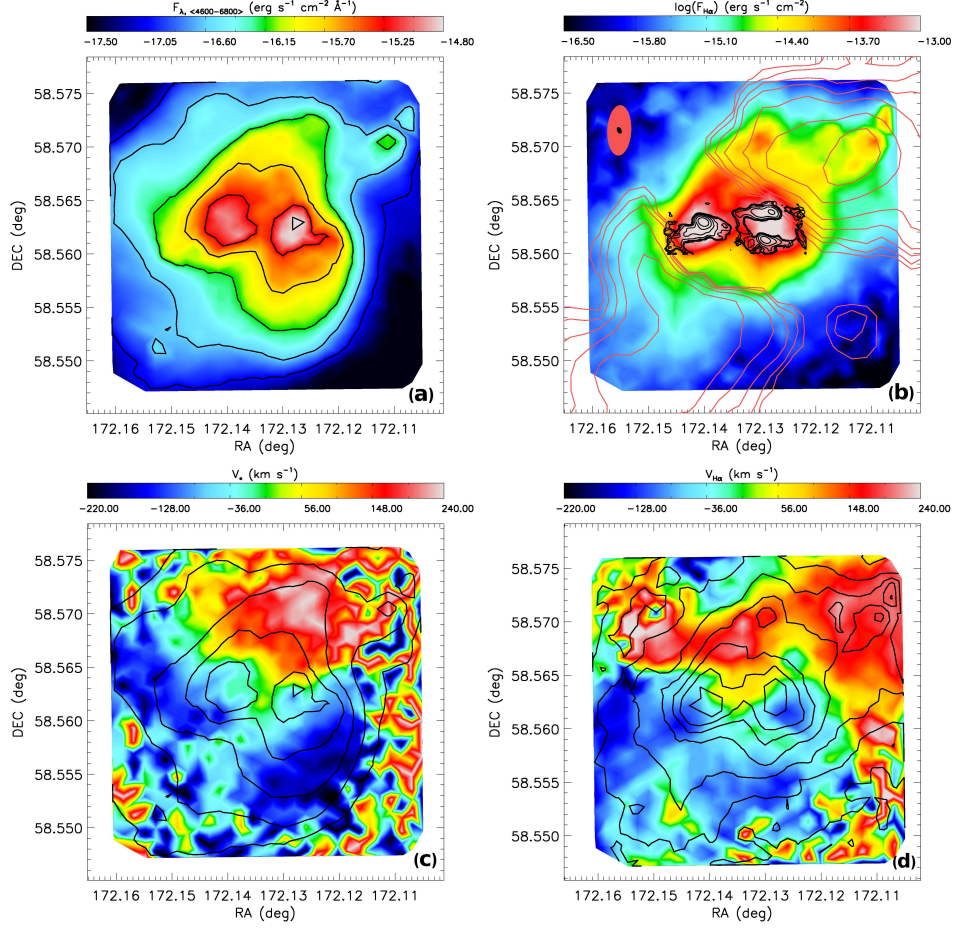 F λ, <4600−6800> (erg s⁻¹ cm⁻² Å⁻¹)
−17.50 −17.05 −16.60 −16.15 −15.70 −15.25 −14.80
58.575
58.570
58.565
58.560
58.555
58.550
DEC (deg)
(a)
172.16 172.15 172.14 172.13 172.12 172.11
RA (deg)
log(F Hα) (erg s⁻¹ cm⁻²)
−16.50 −15.80 −15.10 −14.40 −13.70 −13.00
58.575
58.570
58.565
58.560
58.555
58.550
DEC (deg)
(b)
172.16 172.15 172.14 172.13 172.12 172.11
RA (deg)
V* (km s⁻¹)
−220.00 −128.00 −36.00 56.00 148.00 240.00
58.575
58.570
58.565
58.560
58.555
58.550
DEC (deg)
(c)
172.16 172.15 172.14 172.13 172.12 172.11
RA (deg)
V Hα (km s⁻¹)
−220.00 −128.00 −36.00 56.00 148.00 240.00
58.575
58.570
58.565
58.560
58.555
58.550
DEC (deg)
(d)
172.16 172.15 172.14 172.13 172.12 172.11
RA (deg)